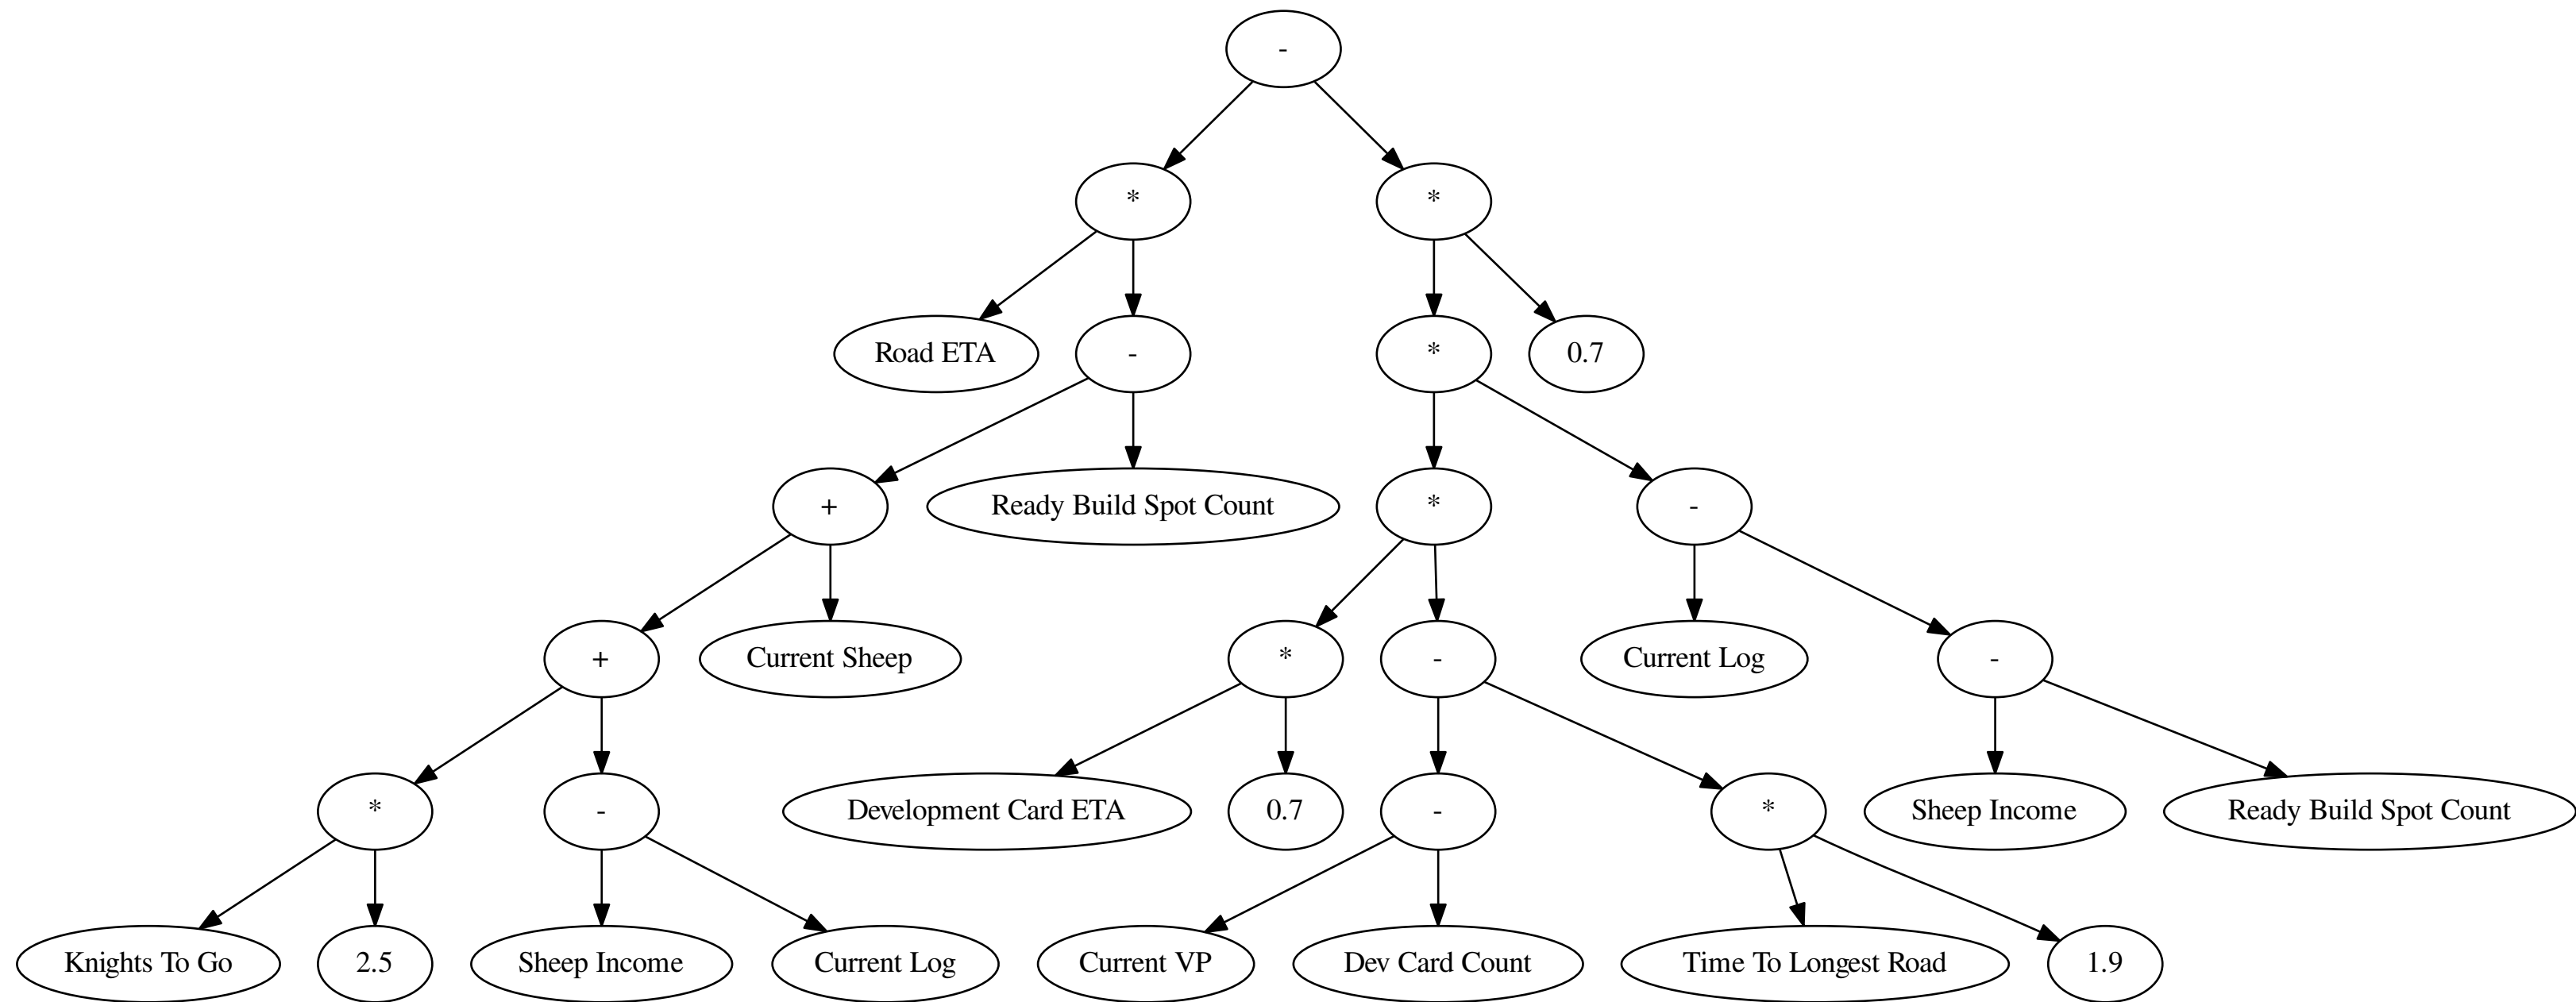 -
*
*
Road ETA
-
*
0.7
+
Ready Build Spot Count
*
-
+
Current Sheep
*
-
Current Log
-
*
-
Development Card ETA
0.7
-
*
Sheep Income
Ready Build Spot Count
Knights To Go
2.5
Sheep Income
Current Log
Current VP
Dev Card Count
Time To Longest Road
1.9